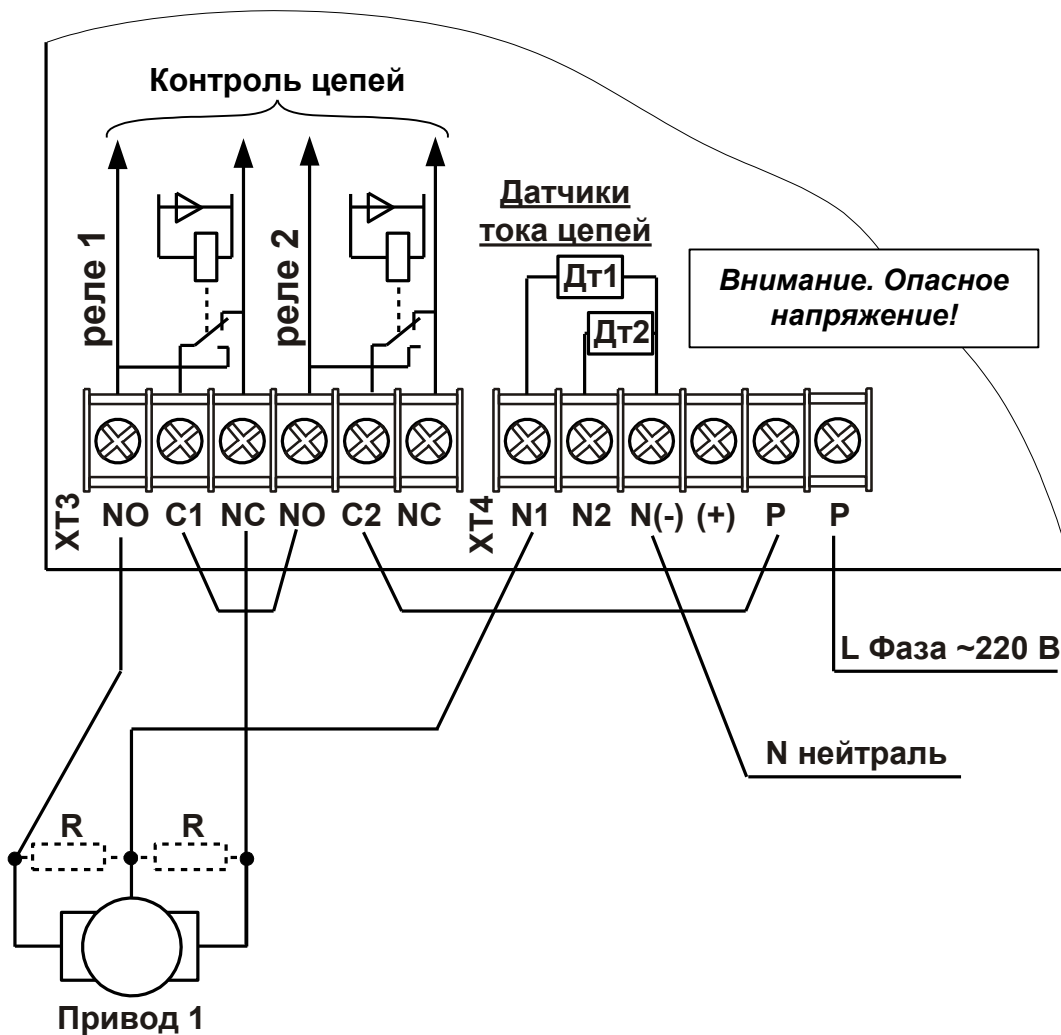 Контроль цепей
реле 1
реле 2
Датчики
тока цепей
Дт1
Дт2
Внимание. Опасное
напряжение!
XT3
NO C1 NC NO C2 NC
XT4
N1 N2 N(-) (+) P P
L Фаза ~220 В
N нейтраль
R R
Привод 1